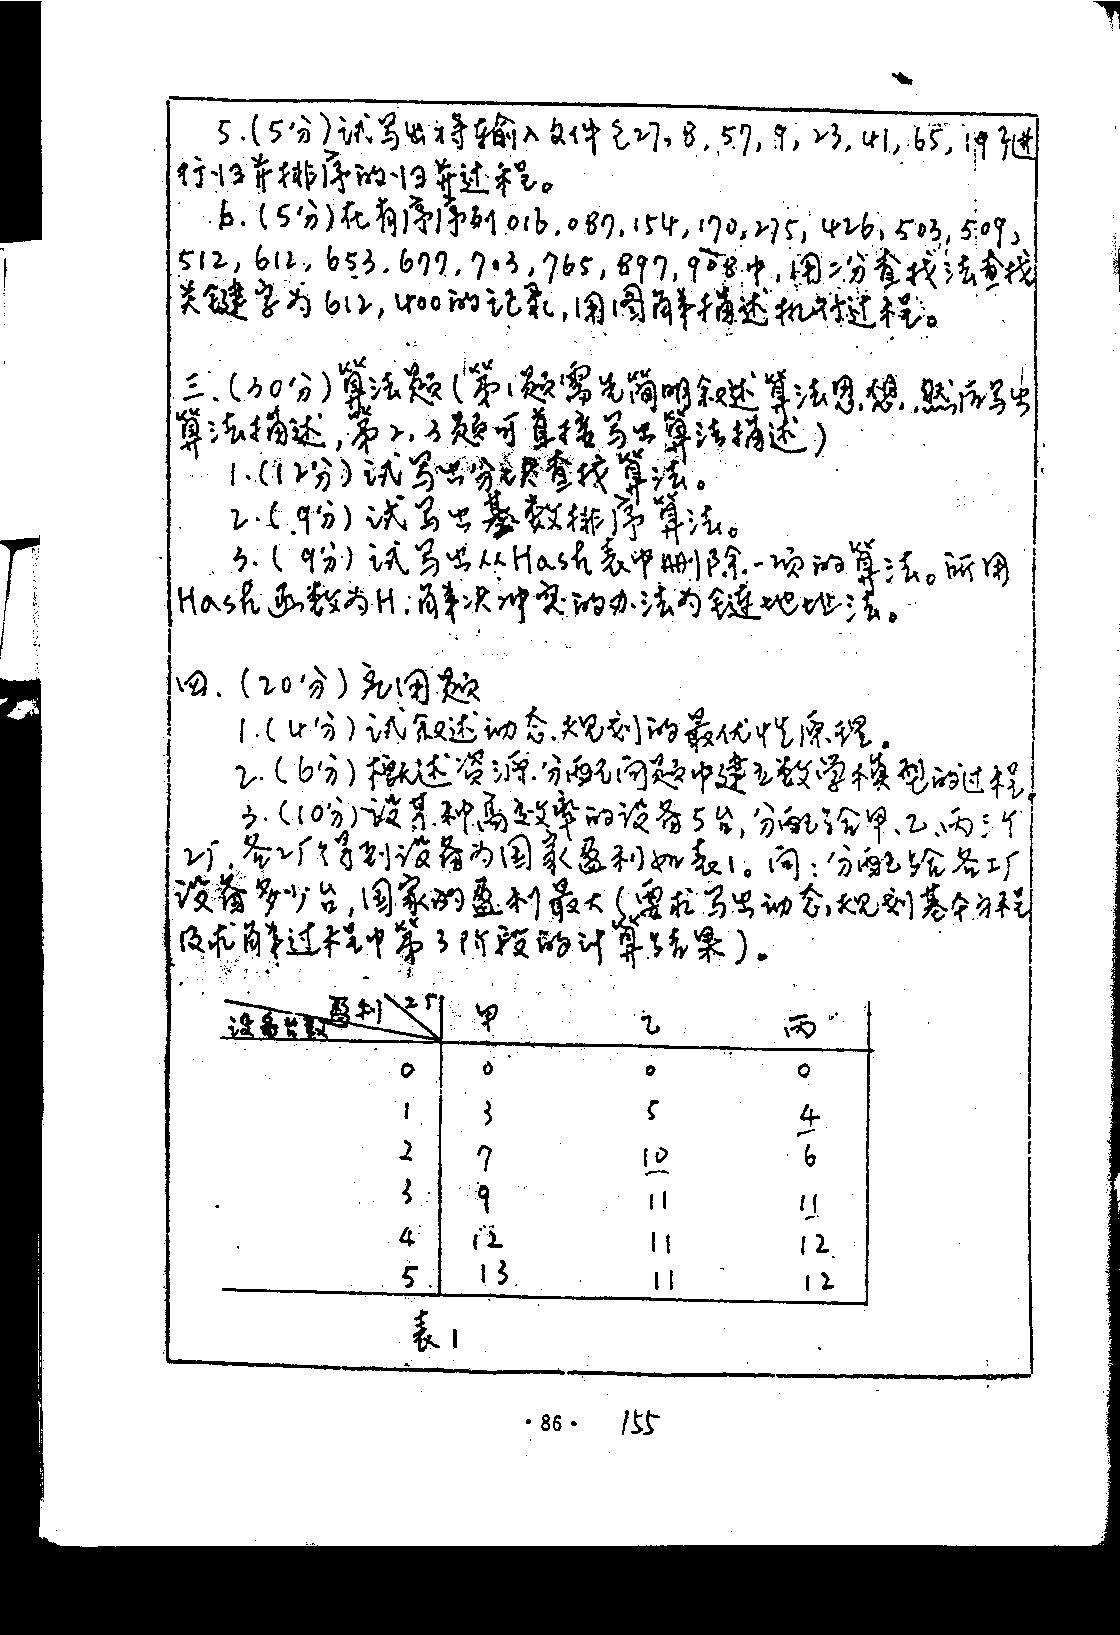 5.(5分)试写出将输入文件{27,8,57,9,23,41,65,19}进
行归并排序的归并过程。
6.(5分)在有序序列016,087,154,170,275,426,503,509,
512,612,653,677,703,765,897,908中,用二分查找法查找
关键字为612,400的记录,用图解描述执行过程。
三.(30分)算法题(第1题需先简明叙述算法思想,然后写出
算法描述,第2、3题可直接写出算法描述)
1.(12分)试写出分块查找算法。
2.(9分)试写出基数排序算法。
3.(9分)试写出从Hash表中删除一项的算法。所用
Hash函数为H;解决冲突的办法为链地址法。
四.(20分)应用题
1.(4分)试叙述动态规划的最优性原理。
2.(6分)概述资源分配问题中建立数学模型的过程。
3.(10分)设某种高效率的设备5台,分配给甲、乙、丙三个
工厂,各工厂得到设备为国家盈利如表1。问:分配给各工厂
设备多少台,国家的盈利最大(要求写出动态规划基本方程
及求解过程中第3阶段的计算结果)。
设备台数 盈利 工厂 甲 乙 丙
0 0 0 0
1 3 5 4
2 7 10 6
3 9 11 11
4 12 11 12
5 13 11 12
表1
·86· 155